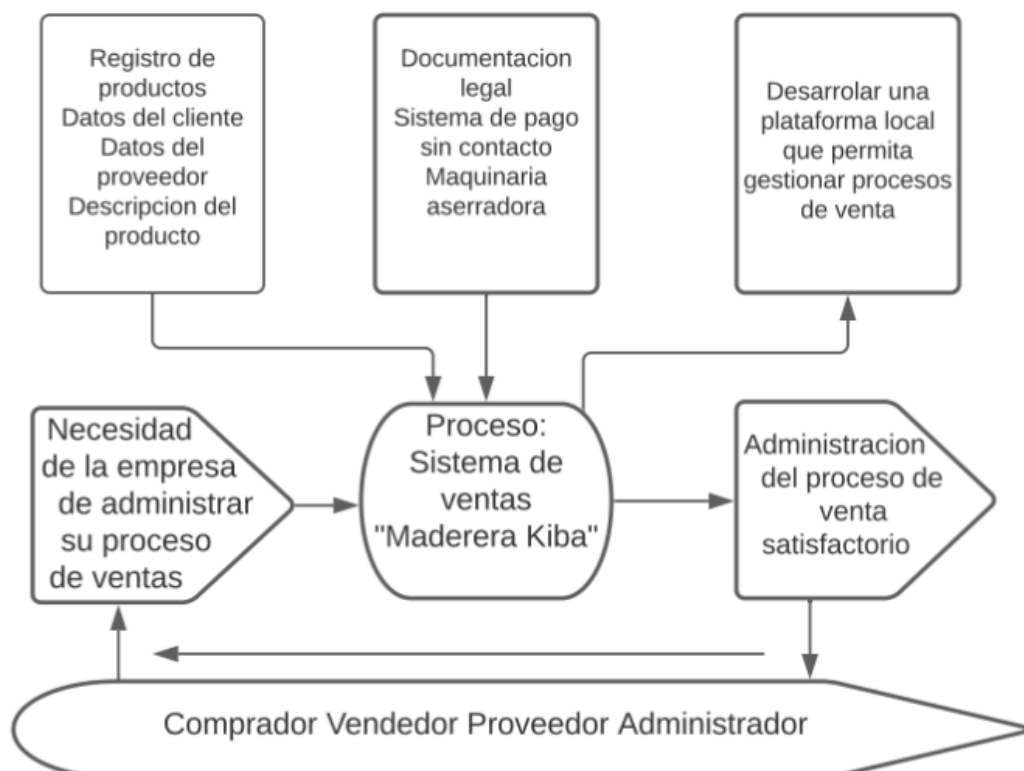 Registro de
productos
Datos del cliente
Datos del
proveedor
Descripcion del
producto
Documentacion
legal
Sistema de pago
sin contacto
Maquinaria
aserradora
Desarrolar una
plataforma local
que permita
gestionar procesos
de venta
Necesidad
de la empresa
de administrar
su proceso
de ventas
Proceso:
Sistema de
ventas
"Maderera Kiba"
Administracion
del proceso de
venta
satisfactorio
Comprador Vendedor Proveedor Administrador